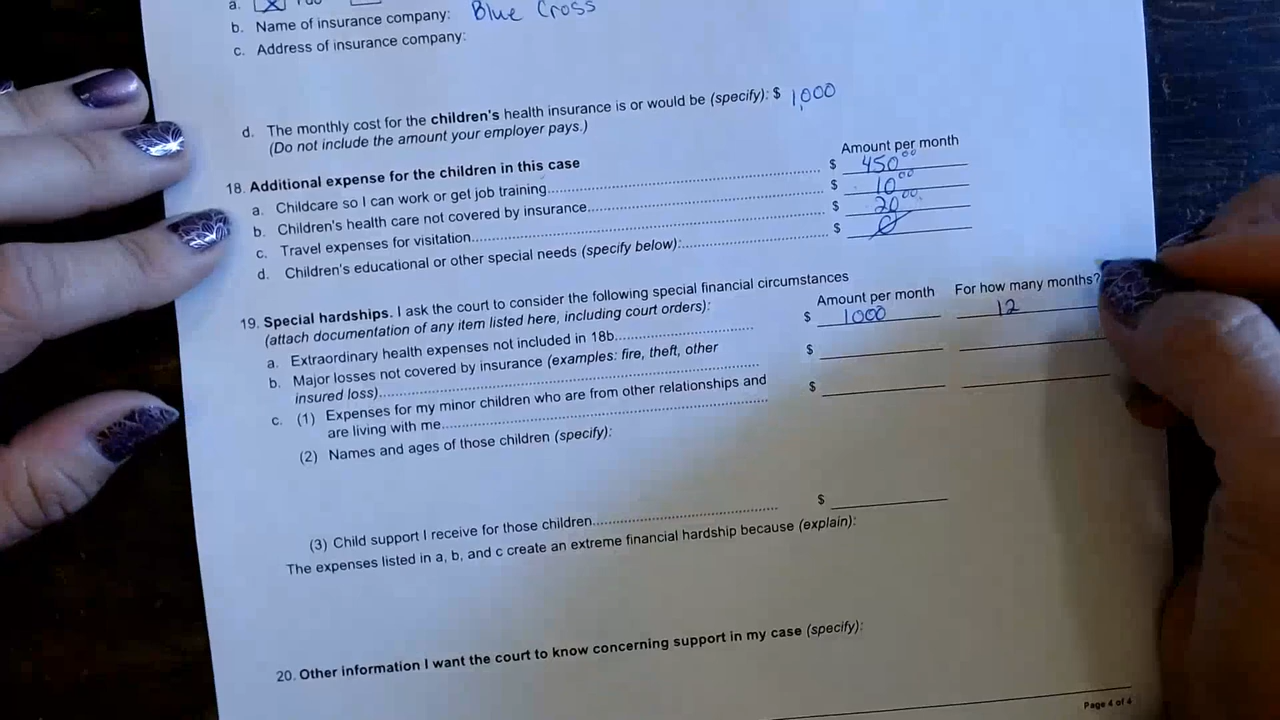 a. X I do
b. Name of insurance company: Blue Cross
c. Address of insurance company:
d. The monthly cost for the children's health insurance is or would be (specify): $ 1,000
(Do not include the amount your employer pays.)
Amount per month
18. Additional expense for the children in this case
a. Childcare so I can work or get job training.......... $ 450.00
b. Children's health care not covered by insurance.......... $ 10.00
c. Travel expenses for visitation.......... $ 20.00
d. Children's educational or other special needs (specify below):.......... $ 0
19. Special hardships. I ask the court to consider the following special financial circumstances
(attach documentation of any item listed here, including court orders): Amount per month For how many months?
a. Extraordinary health expenses not included in 18b.......... $ 1000 12
b. Major losses not covered by insurance (examples: fire, theft, other
insured loss).......... $
c. (1) Expenses for my minor children who are from other relationships and
are living with me.......... $
(2) Names and ages of those children (specify):
(3) Child support I receive for those children.......... $
The expenses listed in a, b, and c create an extreme financial hardship because (explain):
20. Other information I want the court to know concerning support in my case (specify):
Page 4 of 4